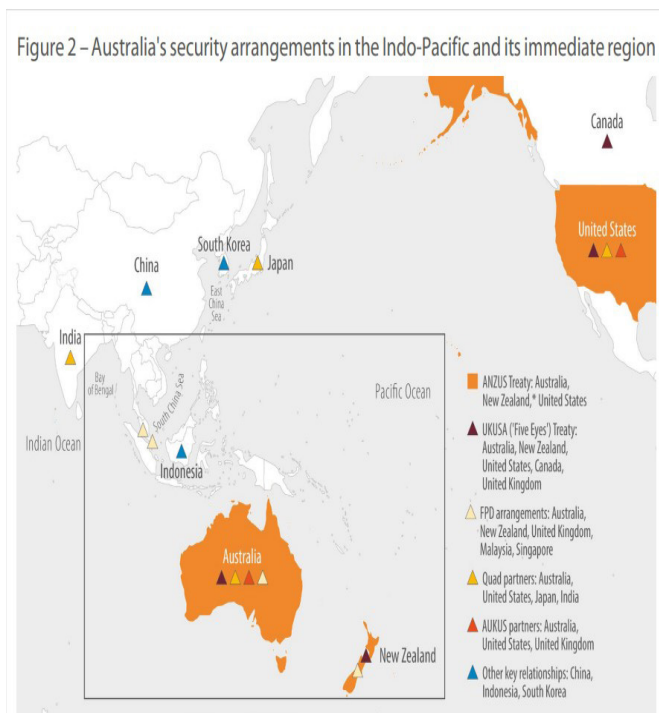 Figure 2 – Australia's security arrangements in the Indo-Pacific and its immediate region
Canada
United States
South Korea
Japan
China
East
China
Sea
India
Bay
of Bengal
South China Sea
Pacific Ocean
Indian Ocean
Indonesia
Australia
New Zealand
ANZUS Treaty: Australia,
New Zealand,* United States
UKUSA ('Five Eyes') Treaty:
Australia, New Zealand,
United States, Canada,
United Kingdom
FPD arrangements: Australia,
New Zealand, United Kingdom,
Malaysia, Singapore
Quad partners: Australia,
United States, Japan, India
AUKUS partners: Australia,
United States, United Kingdom
Other key relationships: China,
Indonesia, South Korea